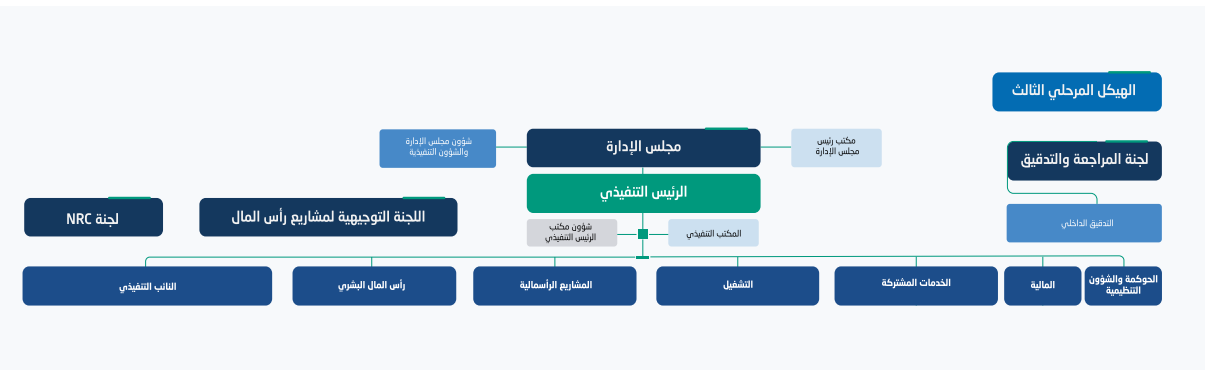 الهيكل المرحلي الثالث
مكتب رئيس
مجلس الإدارة
مجلس الإدارة
شؤون مجلس الإدارة
والشؤون التنفيذية
لجنة المراجعة والتدقيق
الرئيس التنفيذي
التدقيق الداخلي
اللجنة التوجيهية لمشاريع رأس المال
لجنة NRC
المكتب التنفيذي
شؤون مكتب
الرئيس التنفيذي
الحوكمة والشؤون
التنظيمية
المالية
الخدمات المشتركة
التشغيل
المشاريع الرأسمالية
رأس المال البشري
النائب التنفيذي